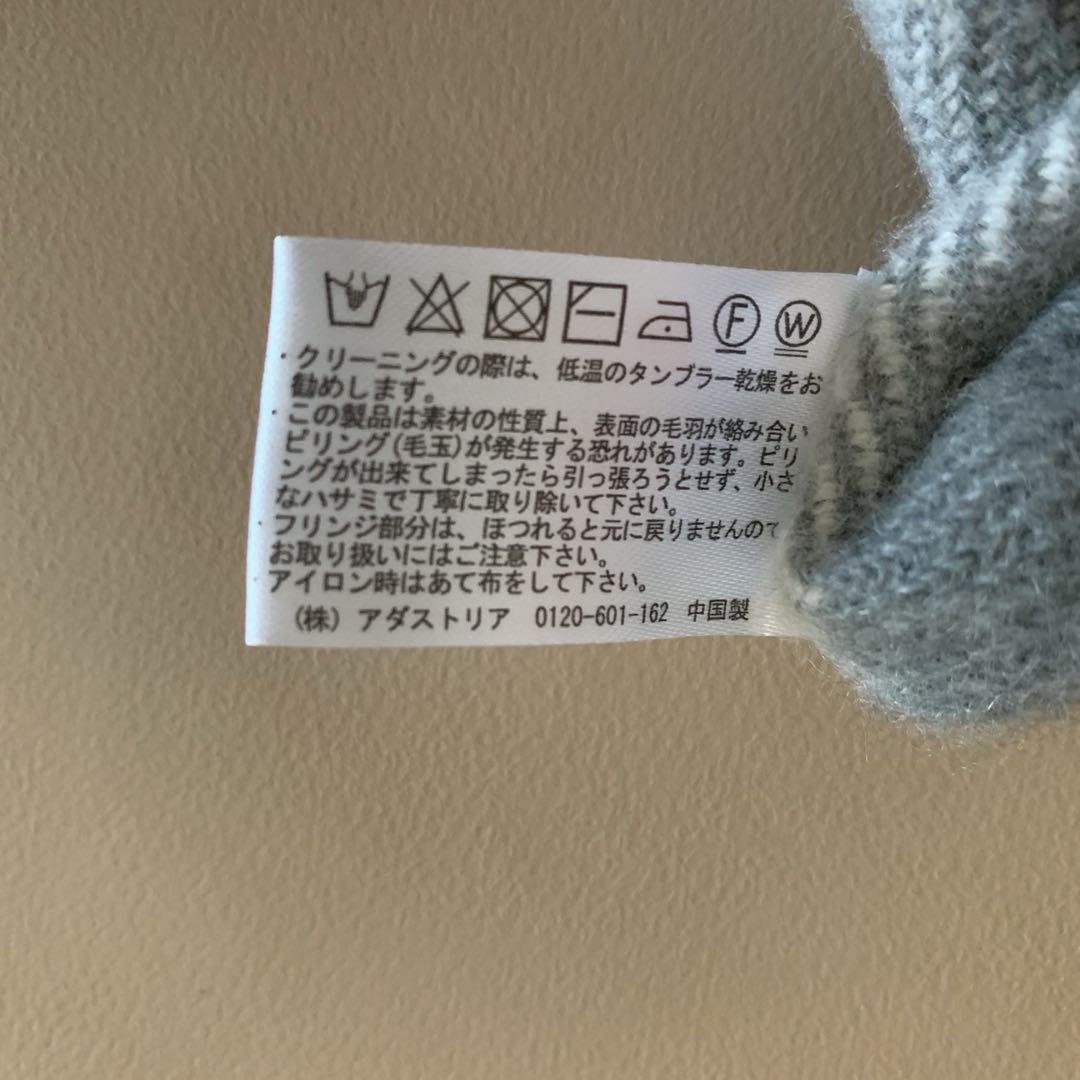 Ⓕ Ⓦ
・クリーニングの際は、低温のタンブラー乾燥をお
勧めします。
・この製品は素材の性質上、表面の毛羽が絡み合い
ピリング(毛玉)が発生する恐れがあります。ピリ
ングが出来てしまったら引っ張ろうとせず、小さ
なハサミで丁寧に取り除いて下さい。
・フリンジ部分は、ほつれると元に戻りませんので
お取り扱いにはご注意下さい。
・アイロン時はあて布をして下さい。
(株) アダストリア 0120-601-162 中国製